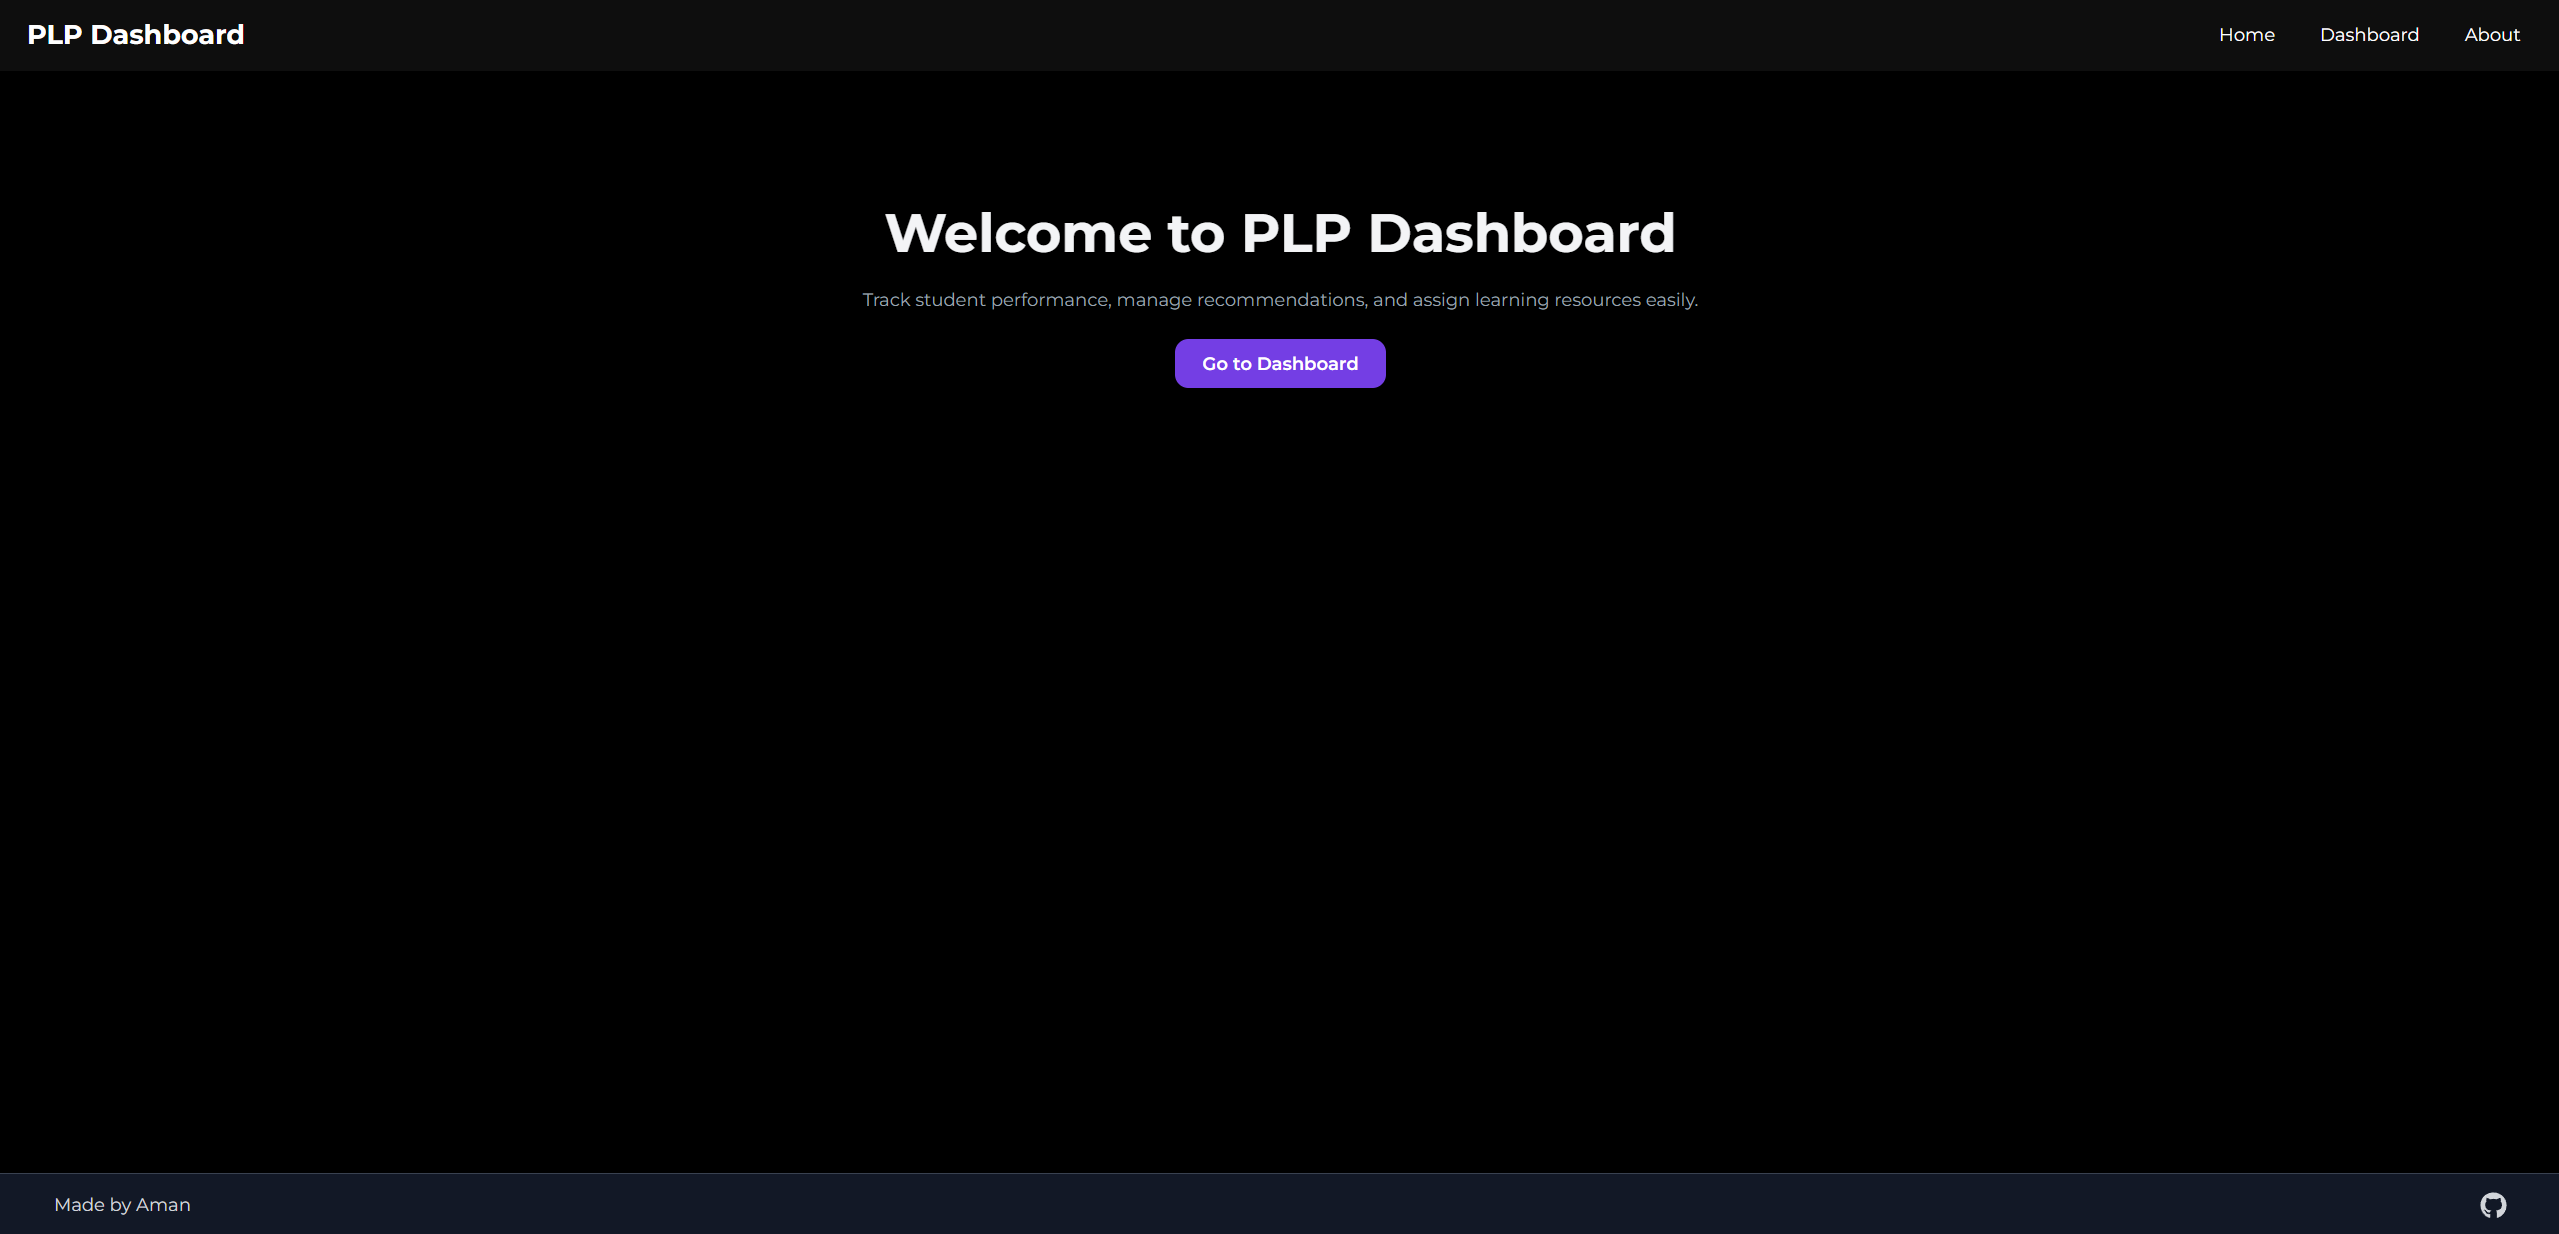 PLP Dashboard
Home
Dashboard
About
Welcome to PLP Dashboard
Track student performance, manage recommendations, and assign learning resources easily.
Go to Dashboard
Made by Aman